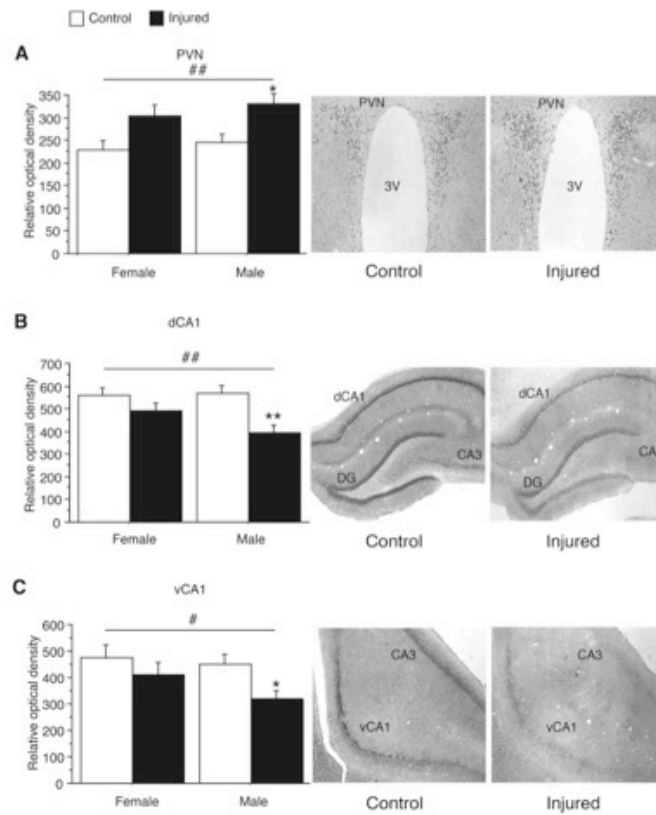 Control Injured
A
PVN
##
*
Relative optical density
350
300
250
200
150
100
50
0
Female Male
PVN
3V
Control
PVN
3V
Injured
B
dCA1
##
**
Relative optical density
700
600
500
400
300
200
100
0
Female Male
dCA1
CA3
DG
Control
dCA1
CA
DG
Injured
C
vCA1
#
*
Relative optical density
600
500
400
300
200
100
0
Female Male
CA3
vCA1
Control
CA3
vCA1
Injured